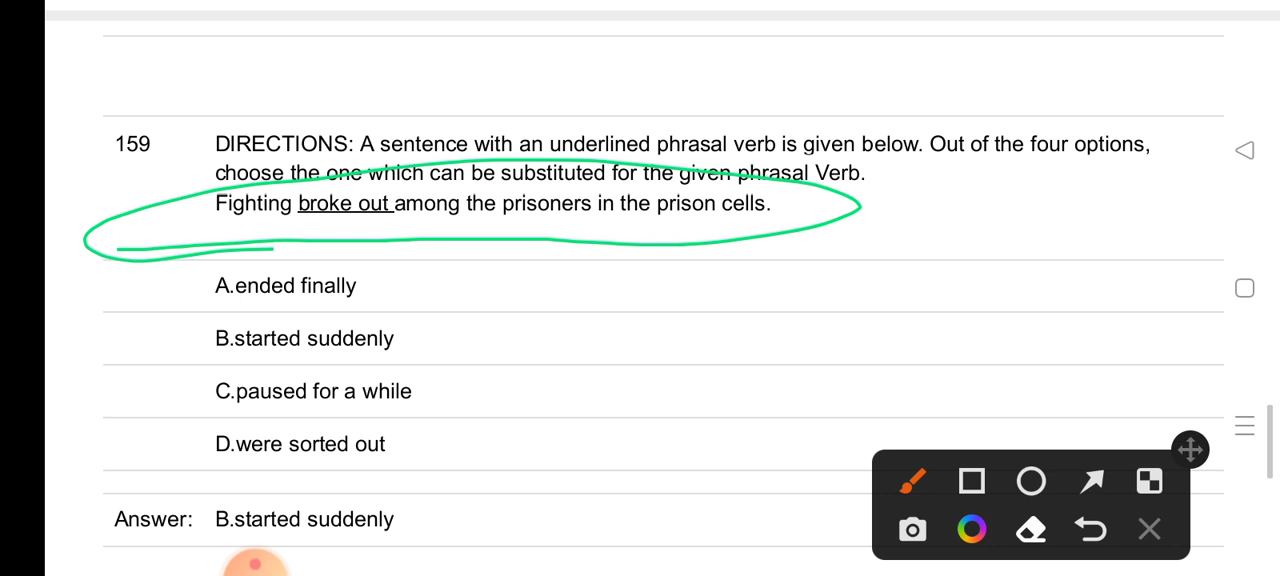 159 DIRECTIONS: A sentence with an underlined phrasal verb is given below. Out of the four options,
choose the one which can be substituted for the given phrasal Verb.
Fighting broke out among the prisoners in the prison cells.
A.ended finally
B.started suddenly
C.paused for a while
D.were sorted out
Answer: B.started suddenly